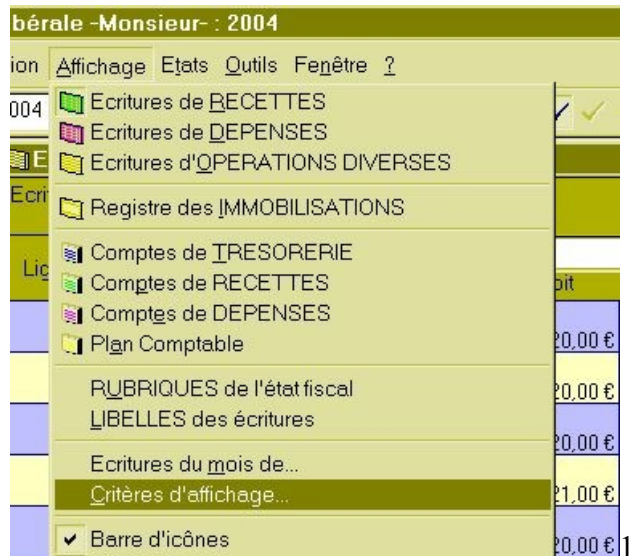 bérale -Monsieur- : 2004
ion Affichage Etats Outils Fenêtre ?
004
Ecritures de RECETTES
Ecritures de DEPENSES
E
Ecritures d'OPERATIONS DIVERSES
Ecri
Registre des IMMOBILISATIONS
Comptes de TRESORERIE
Lig
Comptes de RECETTES
bit
Comptes de DEPENSES
Plan Comptable
20,00 €
RUBRIQUES de l'état fiscal
20,00 €
LIBELLES des écritures
20,00 €
Ecritures du mois de...
Critères d'affichage...
21,00 €
Barre d'icônes
20,00 €
1